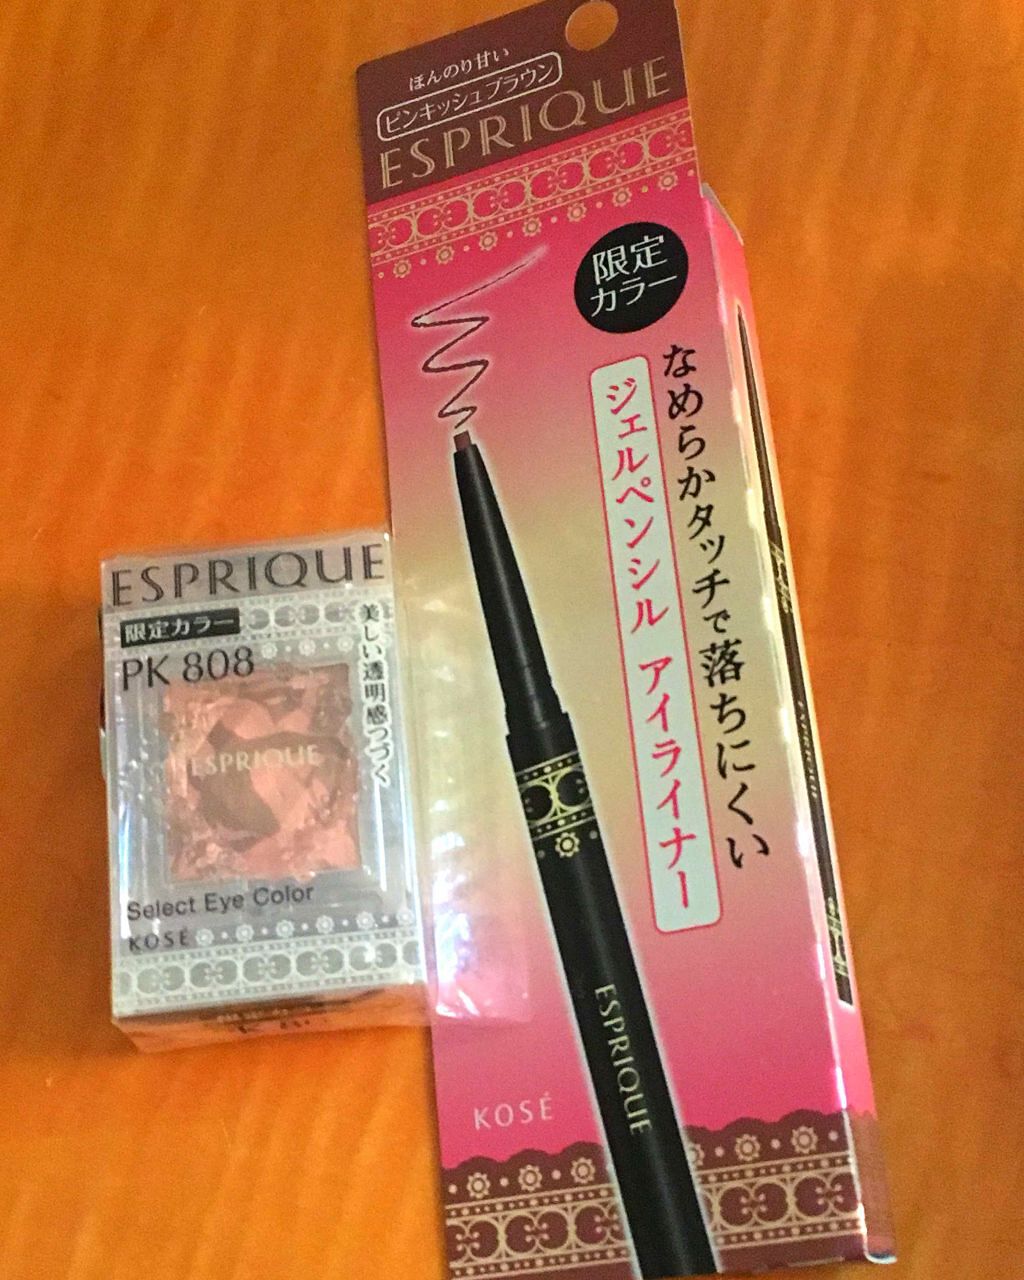 ほんのり甘い
ピンキッシュブラウン
ESPRIQUE
限定
カラー
なめらかタッチで落ちにくい
ジェルペンシル アイライナー
ESPRIQUE
KOSÉ
ESPRIQUE
ESPRIQUE
限定カラー
PK 808
美しい透明感つづく
ESPRIQUE
Select Eye Color
KOSÉ